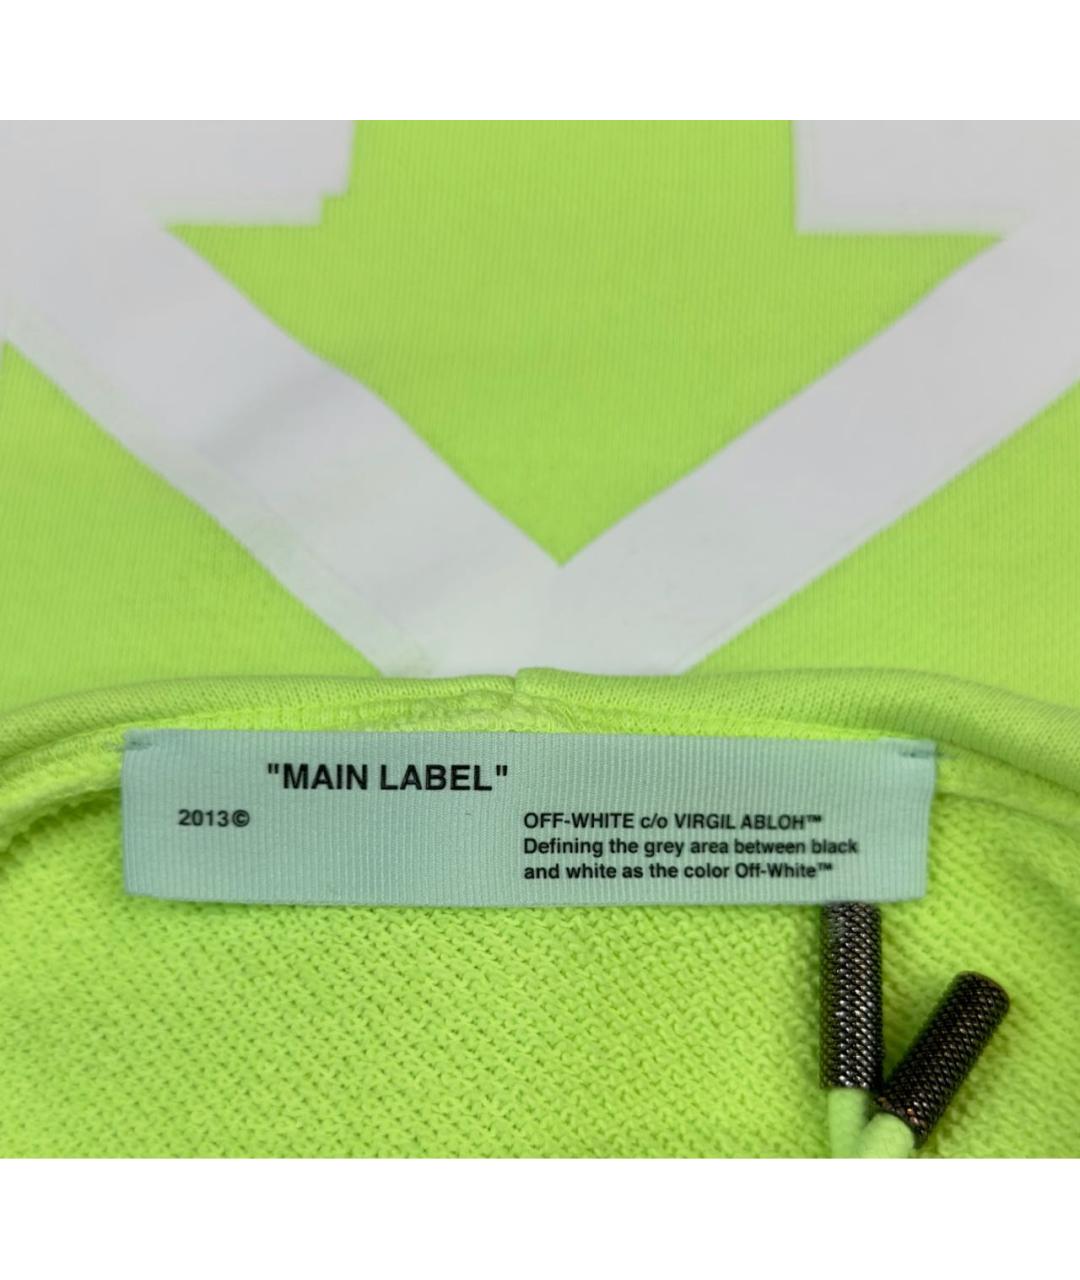 "MAIN LABEL"
2013©
OFF-WHITE c/o VIRGIL ABLOH™
Defining the grey area between black
and white as the color Off-White™